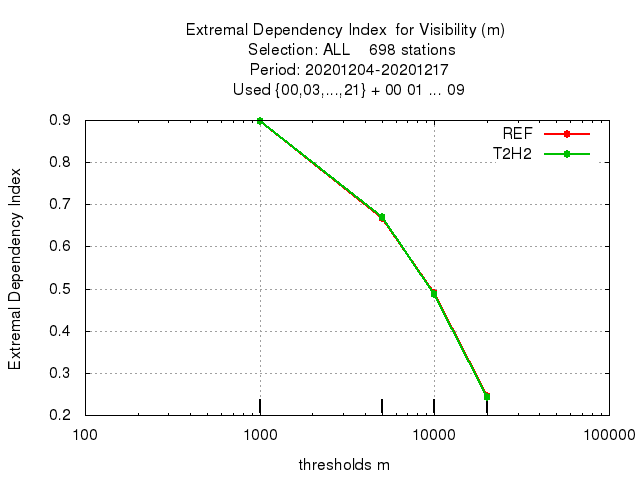 Extremal Dependency Index  for Visibility (m)
Selection: ALL    698 stations
Period: 20201204-20201217
Used {00,03,...,21} + 00 01 ... 09
REF
T2H2
0.9
0.8
0.7
0.6
0.5
0.4
0.3
0.2
Extremal Dependency Index
100
1000
10000
100000
thresholds m